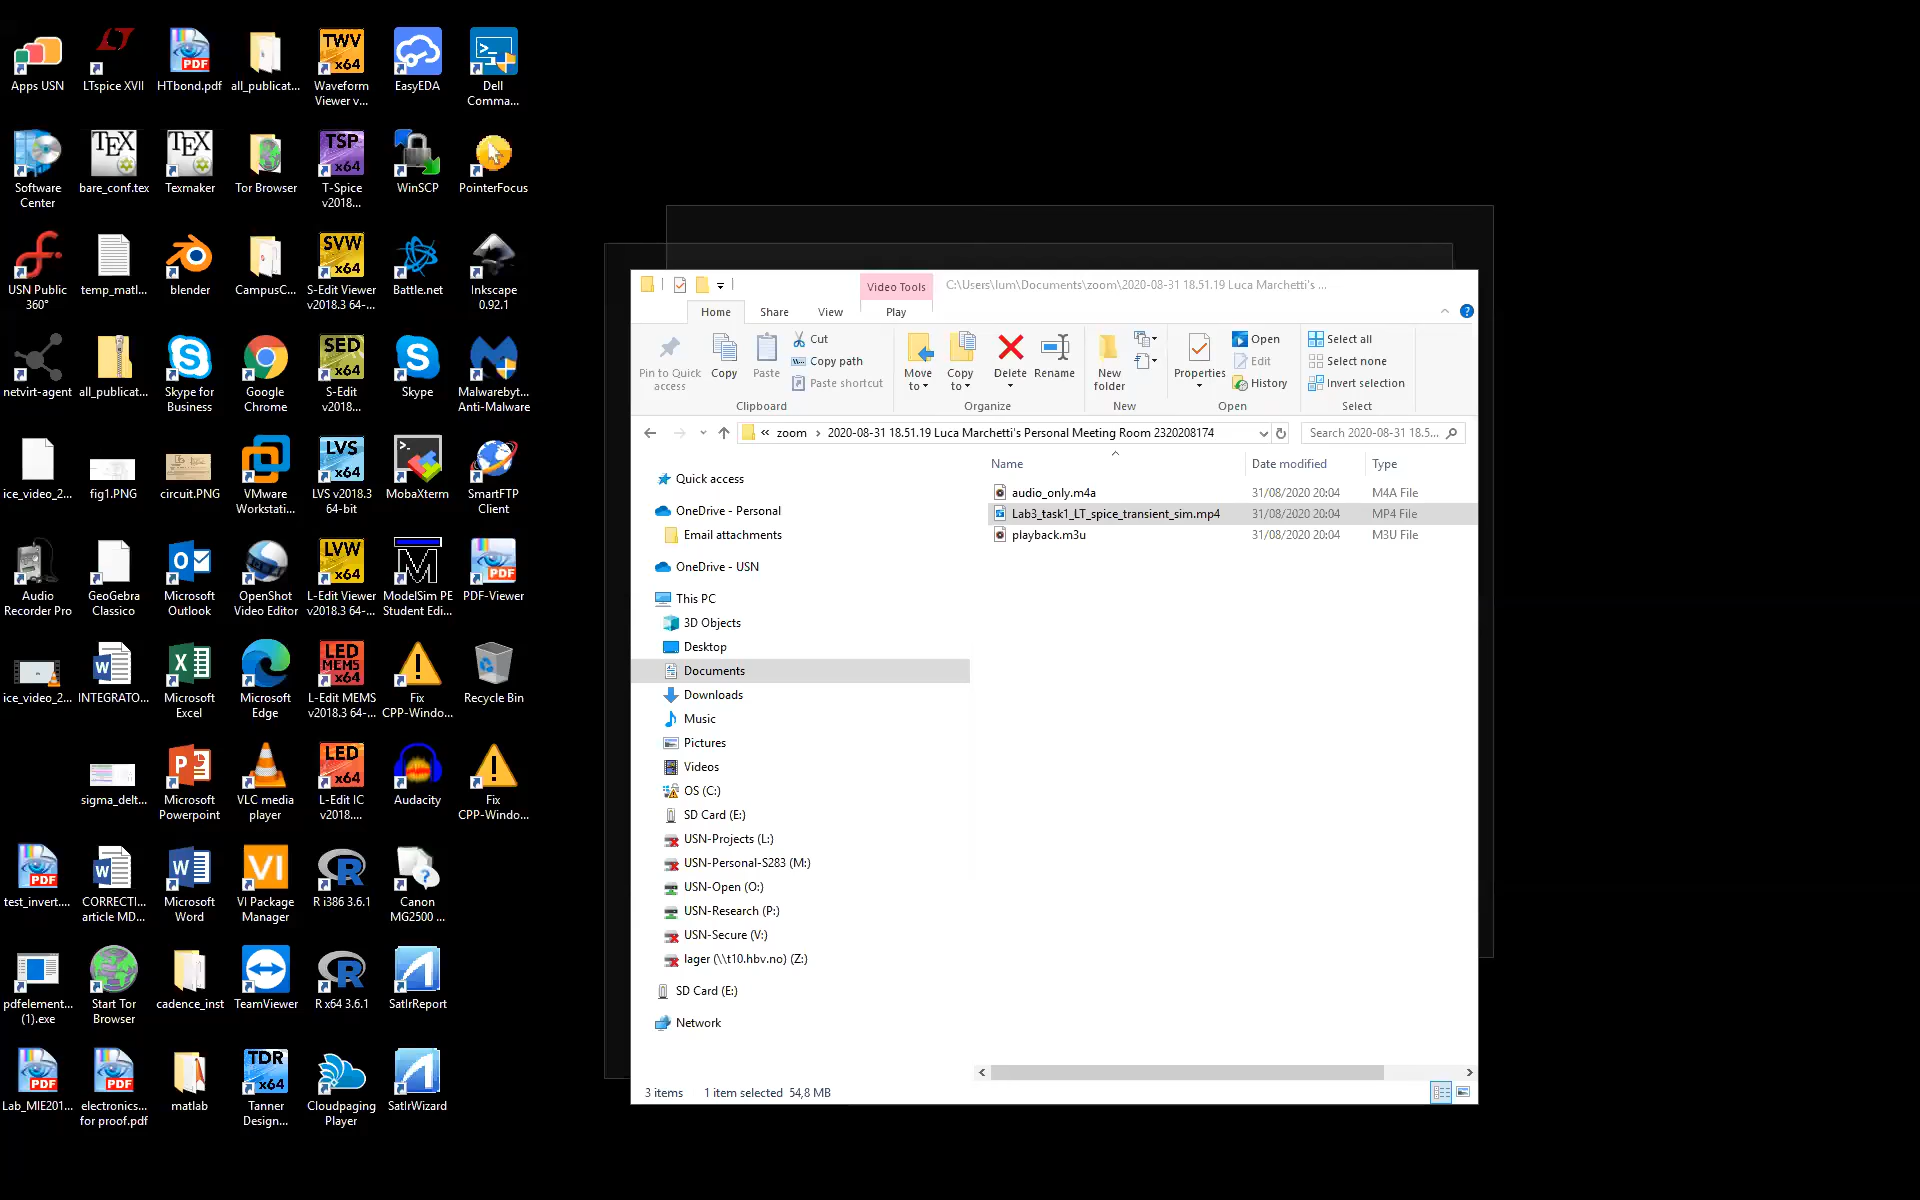 Apps USN
LTspice XVII
HTbond.pdf
all_publicat...
Waveform
Viewer v...
EasyEDA
Dell
Comma...
Software
Center
bare_conf.tex
Texmaker
Tor Browser
T-Spice
v2018...
WinSCP
PointerFocus
USN Public
360°
temp_matl...
blender
CampusC...
S-Edit Viewer
v2018.3 64-...
Battle.net
Inkscape
0.92.1
netvirt-agent
all_publicat...
Skype for
Business
Google
Chrome
S-Edit
v2018...
Skype
Malwarebyt...
Anti-Malware
ice_video_2...
fig1.PNG
circuit.PNG
VMware
Workstati...
LVS v2018.3
64-bit
MobaXterm
SmartFTP
Client
Audio
Recorder Pro
GeoGebra
Classico
Microsoft
Outlook
OpenShot
Video Editor
L-Edit Viewer
v2018.3 64-...
ModelSim PE
Student Edi...
PDF-Viewer
ice_video_2...
INTEGRATO...
Microsoft
Excel
Microsoft
Edge
L-Edit MEMS
v2018.3 64-...
Fix
CPP-Windo...
Recycle Bin
sigma_delt...
Microsoft
Powerpoint
VLC media
player
L-Edit IC
v2018....
Audacity
Fix
CPP-Windo...
test_invert....
CORRECTI...
article MD...
Microsoft
Word
VI Package
Manager
R i386 3.6.1
Canon
MG2500 ...
pdfelement...
(1).exe
Start Tor
Browser
cadence_inst
TeamViewer
R x64 3.6.1
SatIrReport
Lab_MIE201...
electronics...
for proof.pdf
matlab
Tanner
Design...
Cloudpaging
Player
SatIrWizard
Video Tools
C:\Users\lum\Documents\zoom\2020-08-31 18.51.19 Luca Marchetti's ...
Home
Share
View
Play
Pin to Quick
access
Copy
Paste
Cut
Copy path
Paste shortcut
Clipboard
Move
to
Copy
to
Delete
Rename
Organize
New
folder
New
Properties
Open
Edit
History
Open
Select all
Select none
Invert selection
Select
« zoom › 2020-08-31 18.51.19 Luca Marchetti's Personal Meeting Room 2320208174
Search 2020-08-31 18.5...
Name
Date modified
Type
audio_only.m4a 31/08/2020 20:04 M4A File
Lab3_task1_LT_spice_transient_sim.mp4 31/08/2020 20:04 MP4 File
playback.m3u 31/08/2020 20:04 M3U File
Quick access
OneDrive - Personal
Email attachments
OneDrive - USN
This PC
3D Objects
Desktop
Documents
Downloads
Music
Pictures
Videos
OS (C:)
SD Card (E:)
USN-Projects (L:)
USN-Personal-S283 (M:)
USN-Open (O:)
USN-Research (P:)
USN-Secure (V:)
lager (\\t10.hbv.no) (Z:)
SD Card (E:)
Network
3 items 1 item selected 54,8 MB